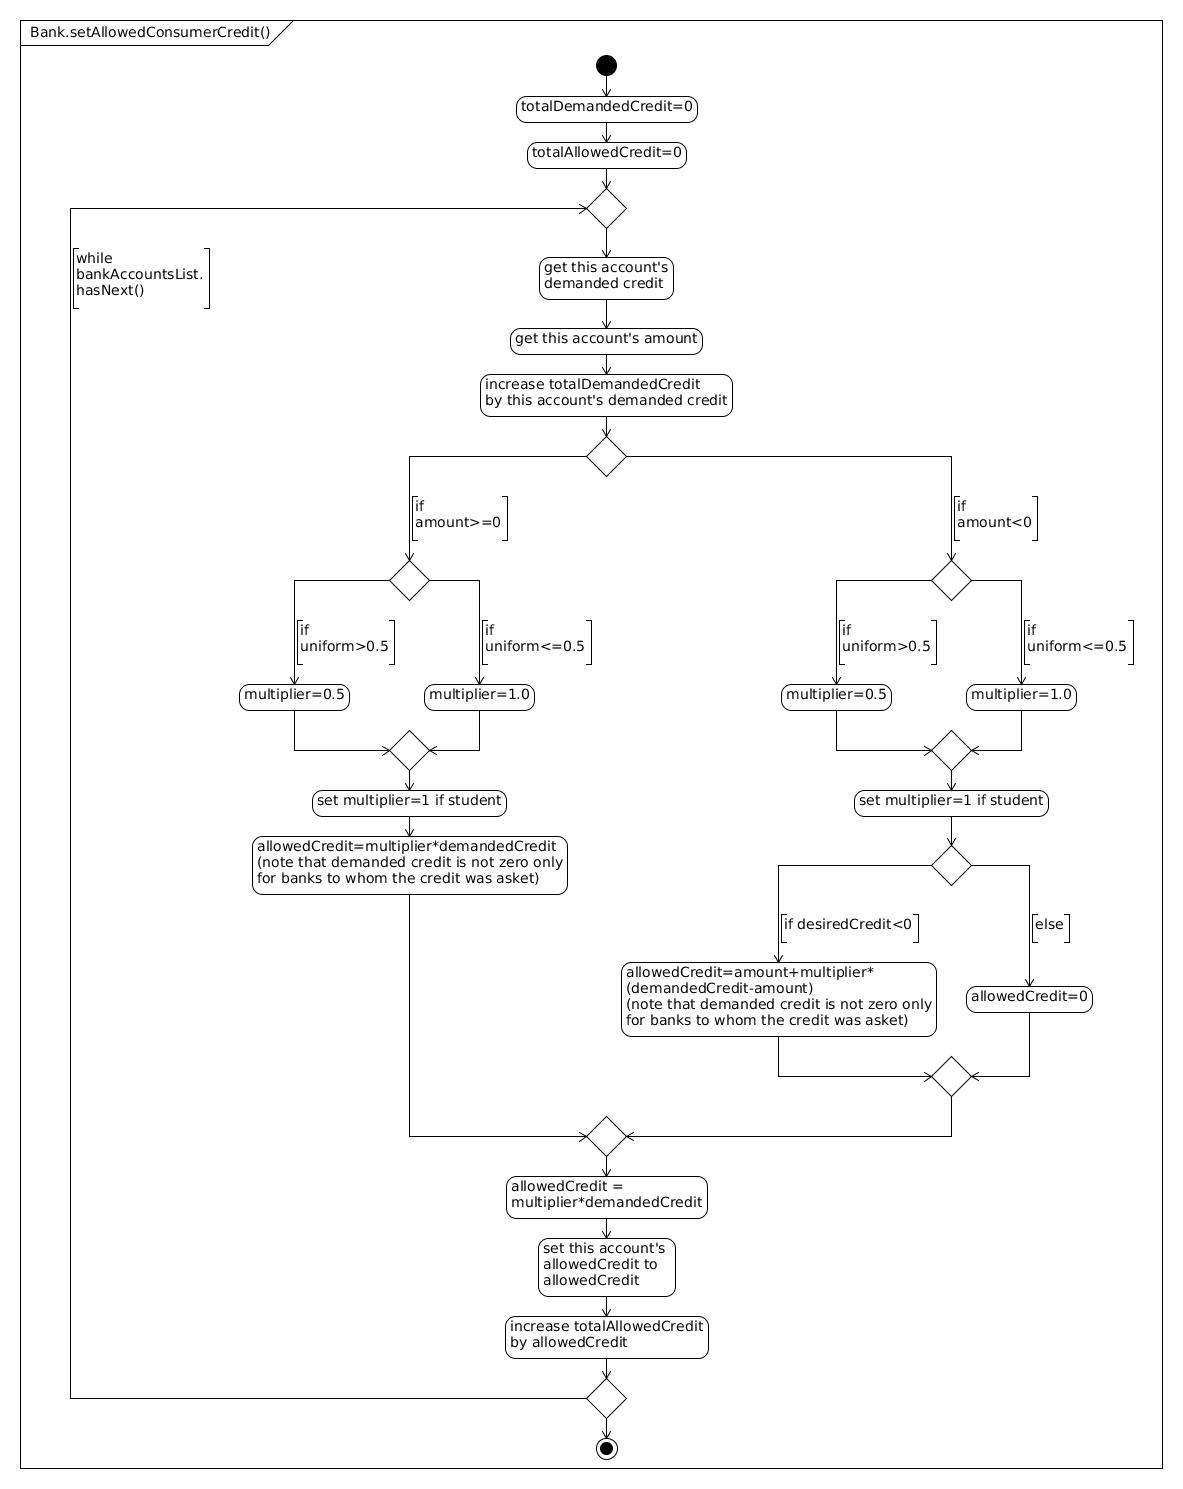 Bank.setAllowedConsumerCredit()
totalDemandedCredit=0
totalAllowedCredit=0
while
bankAccountsList.
hasNext()
get this account's
demanded credit
get this account's amount
increase totalDemandedCredit
by this account's demanded credit
if
amount>=0
if
amount<0
if
uniform>0.5
if
uniform<=0.5
if
uniform>0.5
if
uniform<=0.5
multiplier=0.5
multiplier=1.0
multiplier=0.5
multiplier=1.0
set multiplier=1 if student
set multiplier=1 if student
allowedCredit=multiplier*demandedCredit
(note that demanded credit is not zero only
for banks to whom the credit was asket)
if desiredCredit<0
else
allowedCredit=amount+multiplier*
(demandedCredit-amount)
(note that demanded credit is not zero only
for banks to whom the credit was asket)
allowedCredit=0
allowedCredit =
multiplier*demandedCredit
set this account's
allowedCredit to
allowedCredit
increase totalAllowedCredit
by allowedCredit